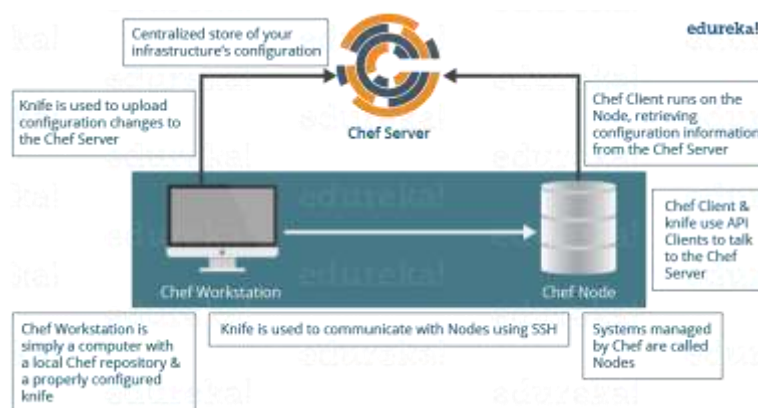 edureka!
Centralized store of your
infrastructure's configuration
Knife is used to upload
configuration changes to
the Chef Server
Chef Server
Chef Client runs on the
Node, retrieving
configuration information
from the Chef Server
Chef Client &
knife use API
Clients to talk
to the Chef
Server
Chef Workstation
Chef Node
Chef Workstation is
simply a computer with
a local Chef repository &
a properly configured
knife
Knife is used to communicate with Nodes using SSH
Systems managed
by Chef are called
Nodes